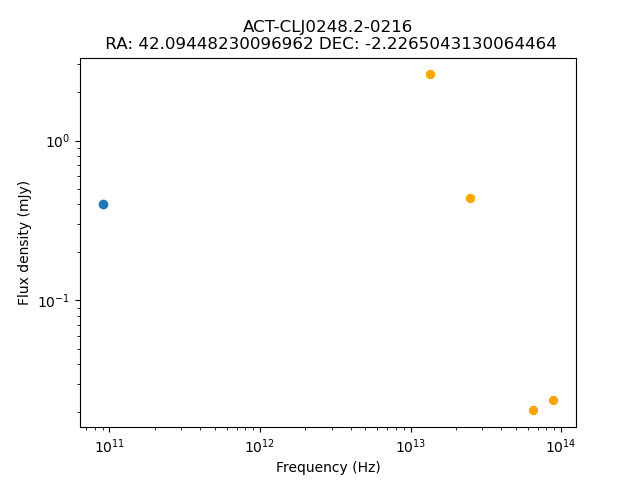 ACT-CLJ0248.2-0216
RA: 42.09448230096962 DEC: -2.2265043130064464
Flux density (mJy)
10⁰
10⁻¹
10¹¹
10¹²
10¹³
10¹⁴
Frequency (Hz)